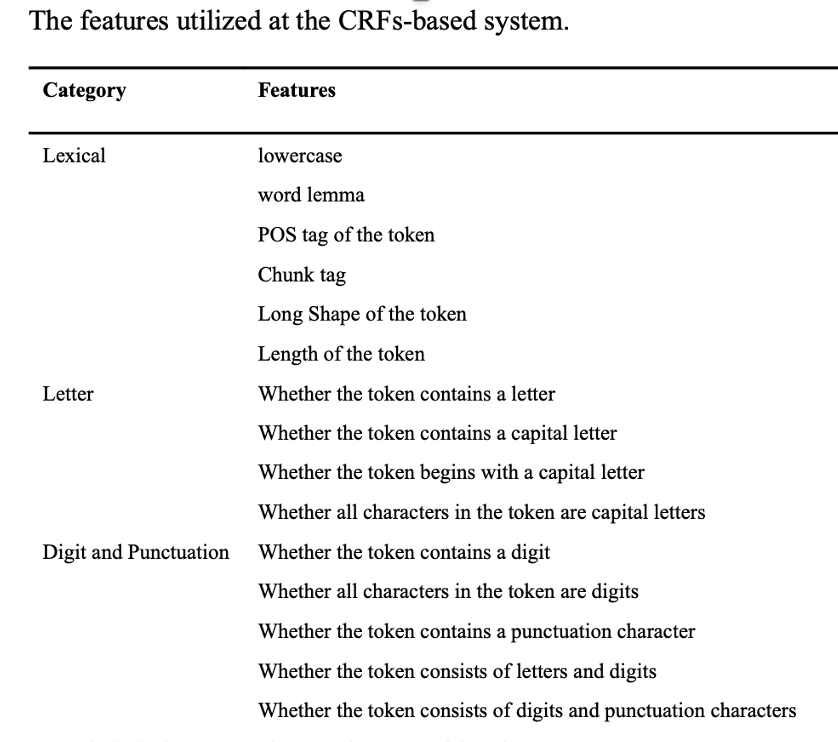 The features utilized at the CRFs-based system.
Category Features
Lexical lowercase
word lemma
POS tag of the token
Chunk tag
Long Shape of the token
Length of the token
Letter Whether the token contains a letter
Whether the token contains a capital letter
Whether the token begins with a capital letter
Whether all characters in the token are capital letters
Digit and Punctuation Whether the token contains a digit
Whether all characters in the token are digits
Whether the token contains a punctuation character
Whether the token consists of letters and digits
Whether the token consists of digits and punctuation characters